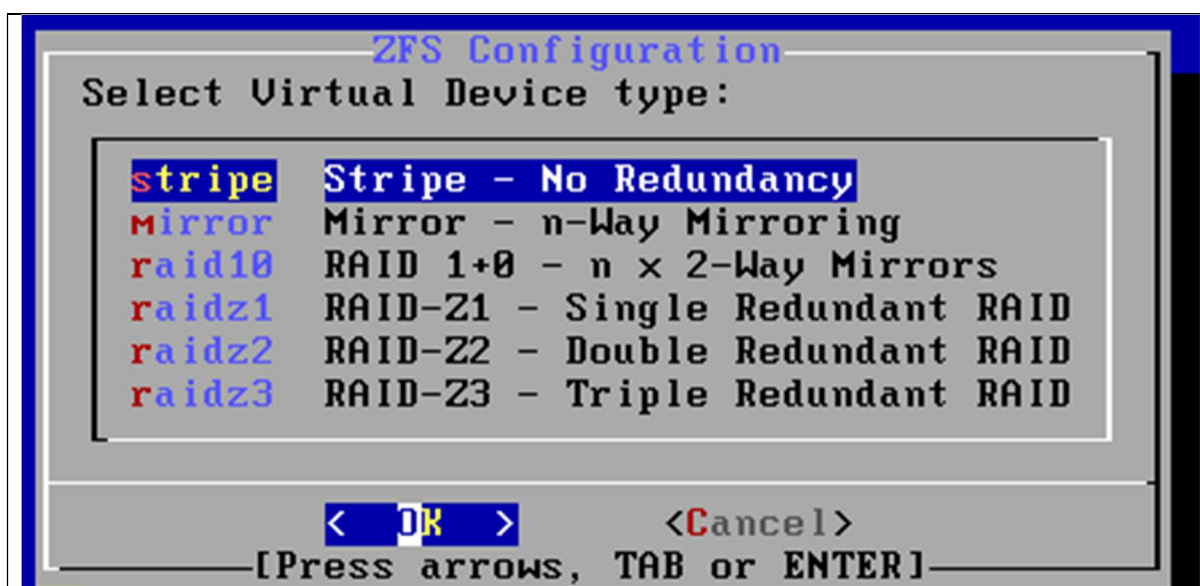 ZFS Configuration
Select Virtual Device type:
stripe Stripe - No Redundancy
mirror Mirror - n-Way Mirroring
raid10 RAID 1+0 - n x 2-Way Mirrors
raidz1 RAID-Z1 - Single Redundant RAID
raidz2 RAID-Z2 - Double Redundant RAID
raidz3 RAID-Z3 - Triple Redundant RAID
< OK > <Cancel>
[Press arrows, TAB or ENTER]